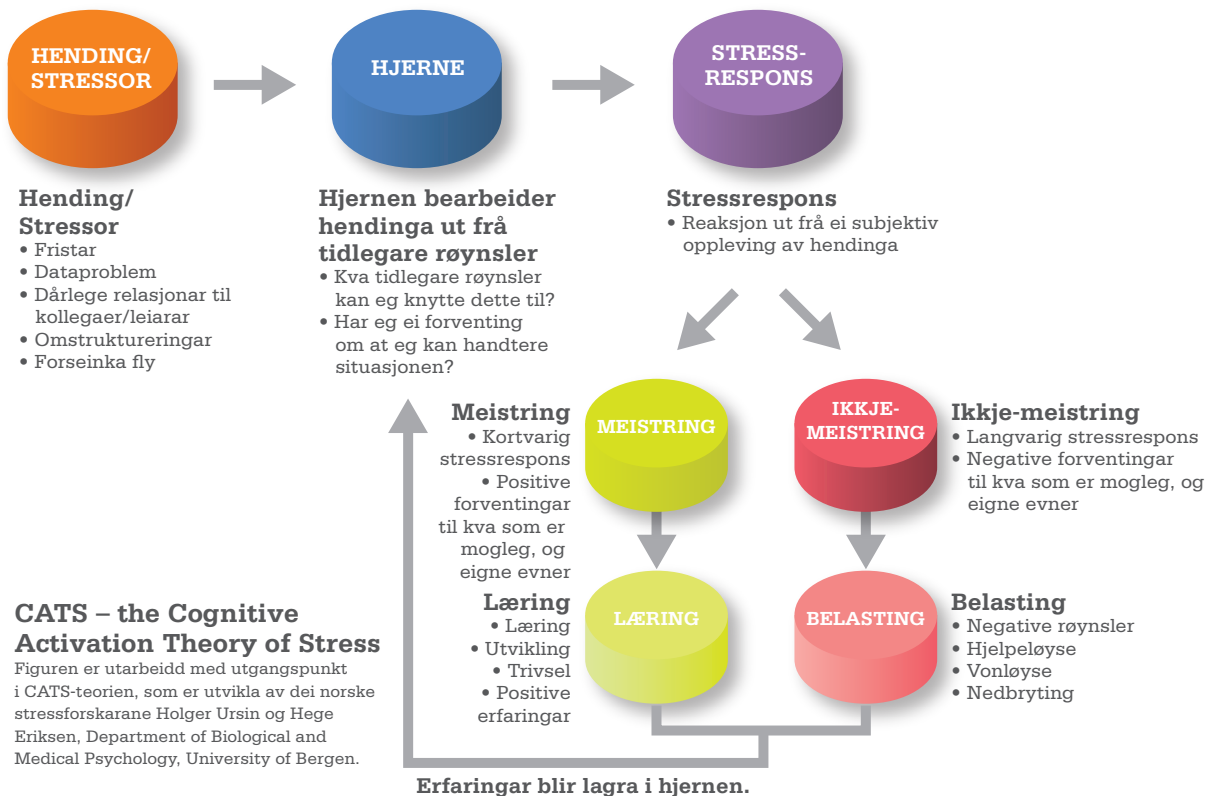 HENDING/
STRESSOR
HJERNE
STRESS-
RESPONS
Hending/
Stressor
• Fristar
• Dataproblem
• Dårlege relasjonar til
kollegaer/leiarar
• Omstruktureringar
• Forseinka fly
Hjernen bearbeider
hendinga ut frå
tidlegare røynsler
• Kva tidlegare røynsler
kan eg knytte dette til?
• Har eg ei forventing
om at eg kan handtere
situasjonen?
Stressrespons
• Reaksjon ut frå ei subjektiv
oppleving av hendinga
Meistring
• Kortvarig
stressrespons
• Positive
forventingar
til kva som er
mogleg, og
eigne evner
MEISTRING
IKKJE-
MEISTRING
Ikkje-meistring
• Langvarig stressrespons
• Negative forventingar
til kva som er mogleg, og
eigne evner
Læring
• Læring
• Utvikling
• Trivsel
• Positive
erfaringar
LÆRING
BELASTING
Belasting
• Negative røynsler
• Hjelpeløyse
• Vonløyse
• Nedbryting
CATS – the Cognitive
Activation Theory of Stress
Figuren er utarbeidd med utgangspunkt
i CATS-teorien, som er utvikla av dei norske
stressforskarane Holger Ursin og Hege
Eriksen, Department of Biological and
Medical Psychology, University of Bergen.
Erfaringar blir lagra i hjernen.